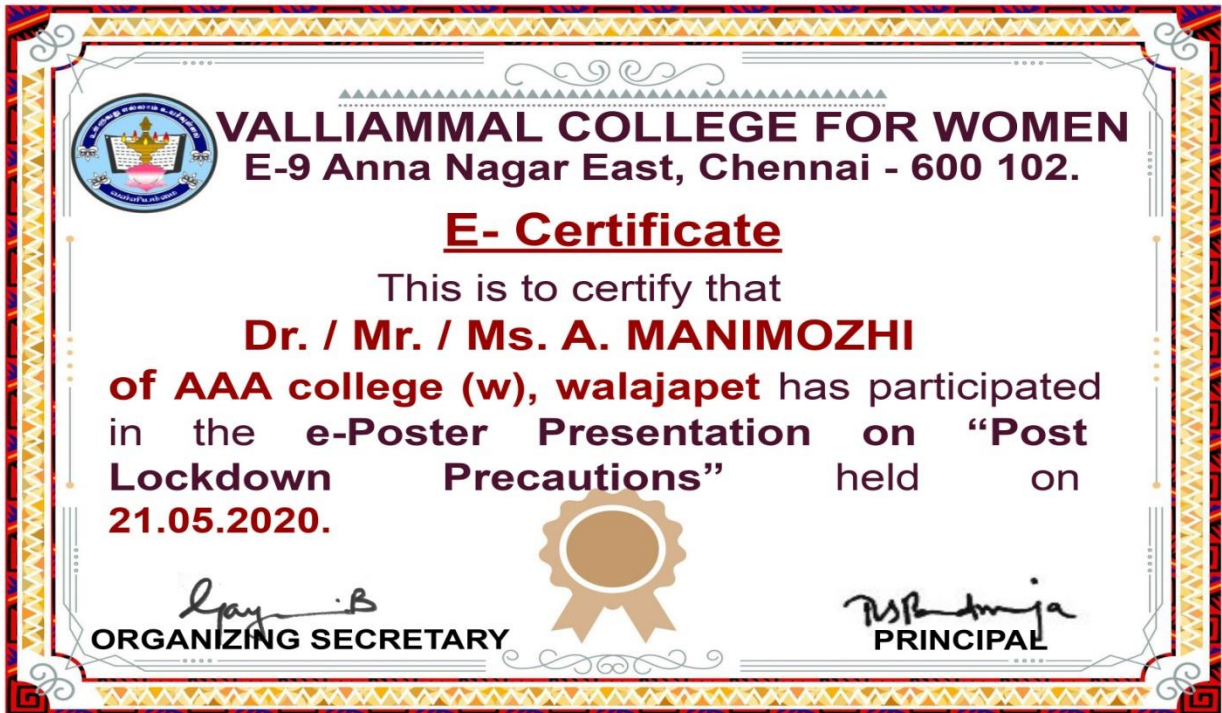 VALLIAMMAL COLLEGE FOR WOMEN
E-9 Anna Nagar East, Chennai - 600 102.
E- Certificate
This is to certify that
Dr. / Mr. / Ms. A. MANIMOZHI
of AAA college (w), walajapet has participated
in the e-Poster Presentation on “Post
Lockdown Precautions” held on
21.05.2020.
ORGANIZING SECRETARY
PRINCIPAL